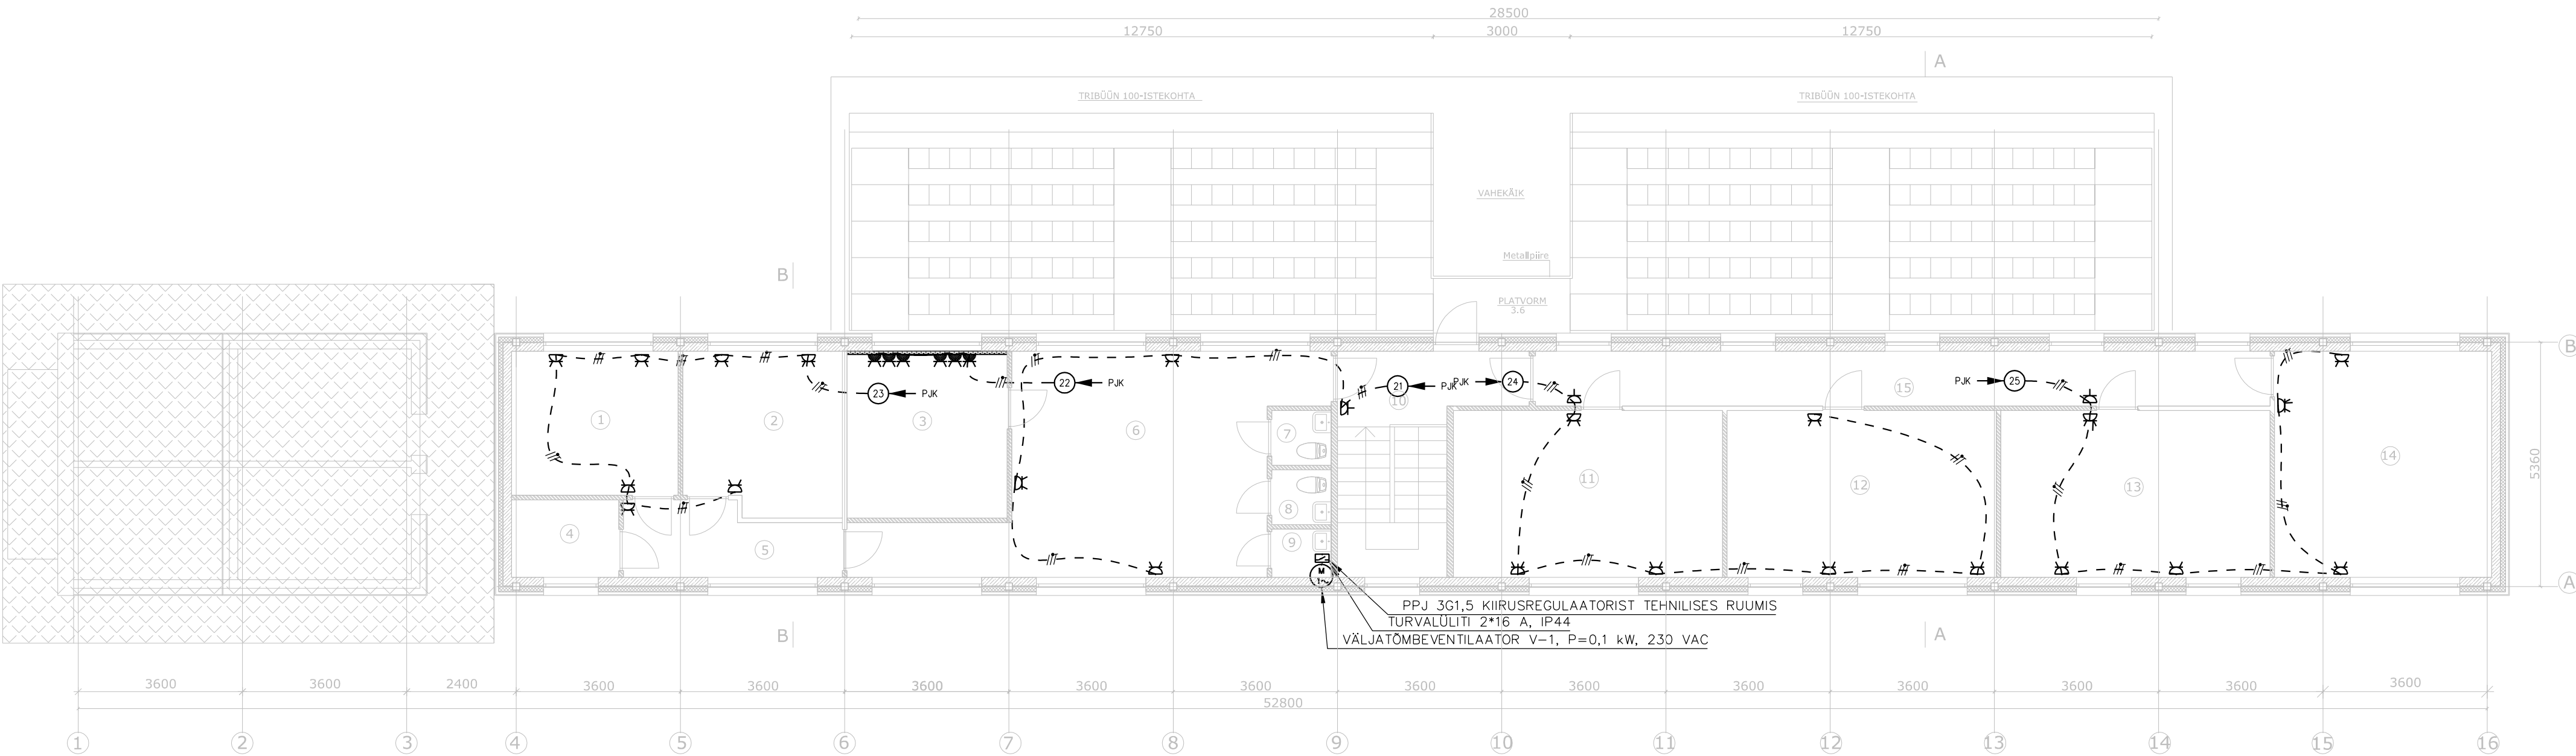 28500
12750 3000 12750
A
TRIBÜÜN 100-ISTEKOHTA TRIBÜÜN 100-ISTEKOHTA
VAHEKÄIK
Metallpiire
B
PLATVORM
3.6
B
23 PJK 22 PJK 21 PJK PJK 24 15 PJK 25
10
1 2 3 6 7 11 12 13 14
5360
8
4 5 9
M
1~
A
PPJ 3G1,5 KIIRUSREGULAATORIST TEHNILISES RUUMIS
TURVALÜLITI 2*16 A, IP44
VÄLJATÕMBEVENTILAATOR V-1, P=0,1 kW, 230 VAC
B A
3600 3600 2400 3600 3600 3600 3600 3600 3600 3600 3600 3600 3600 3600 3600
52800
1 2 3 4 5 6 7 8 9 10 11 12 13 14 15 16